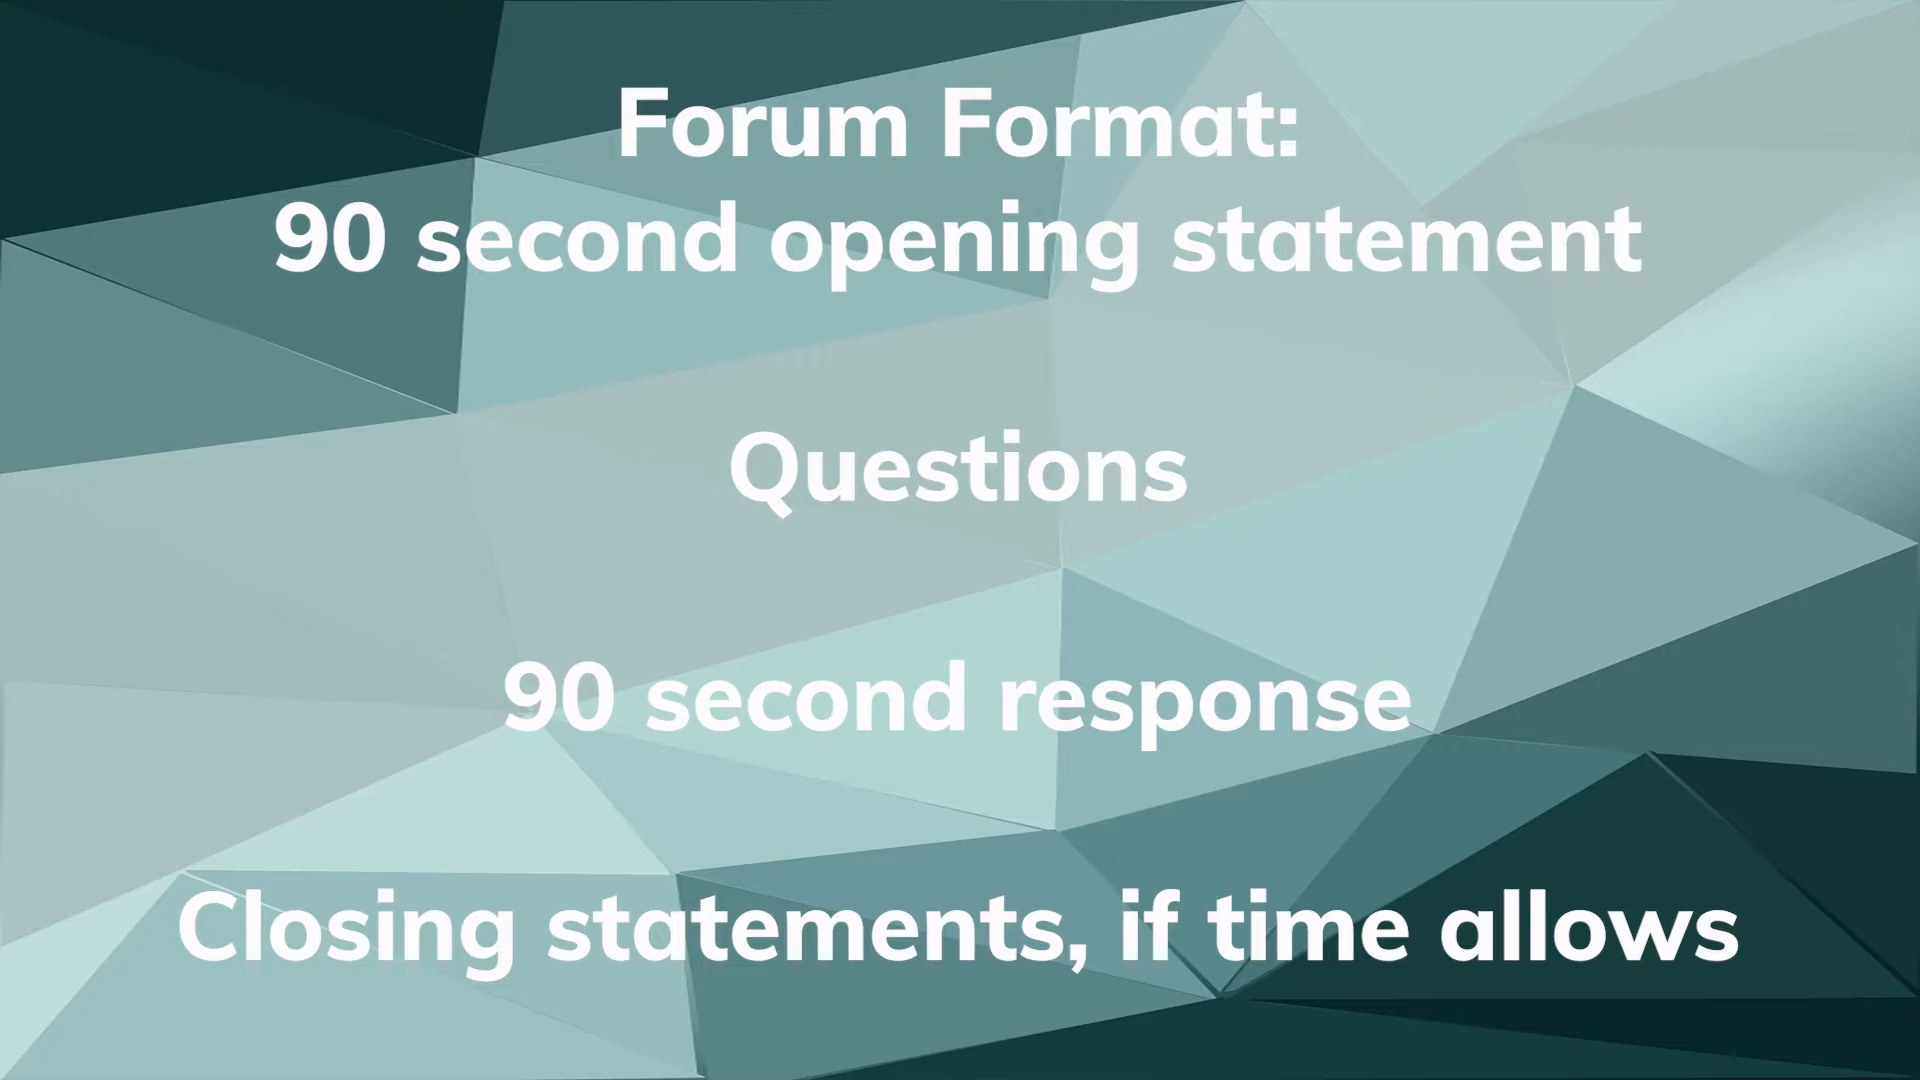 Forum Format:
90 second opening statement
Questions
90 second response
Closing statements, if time allows